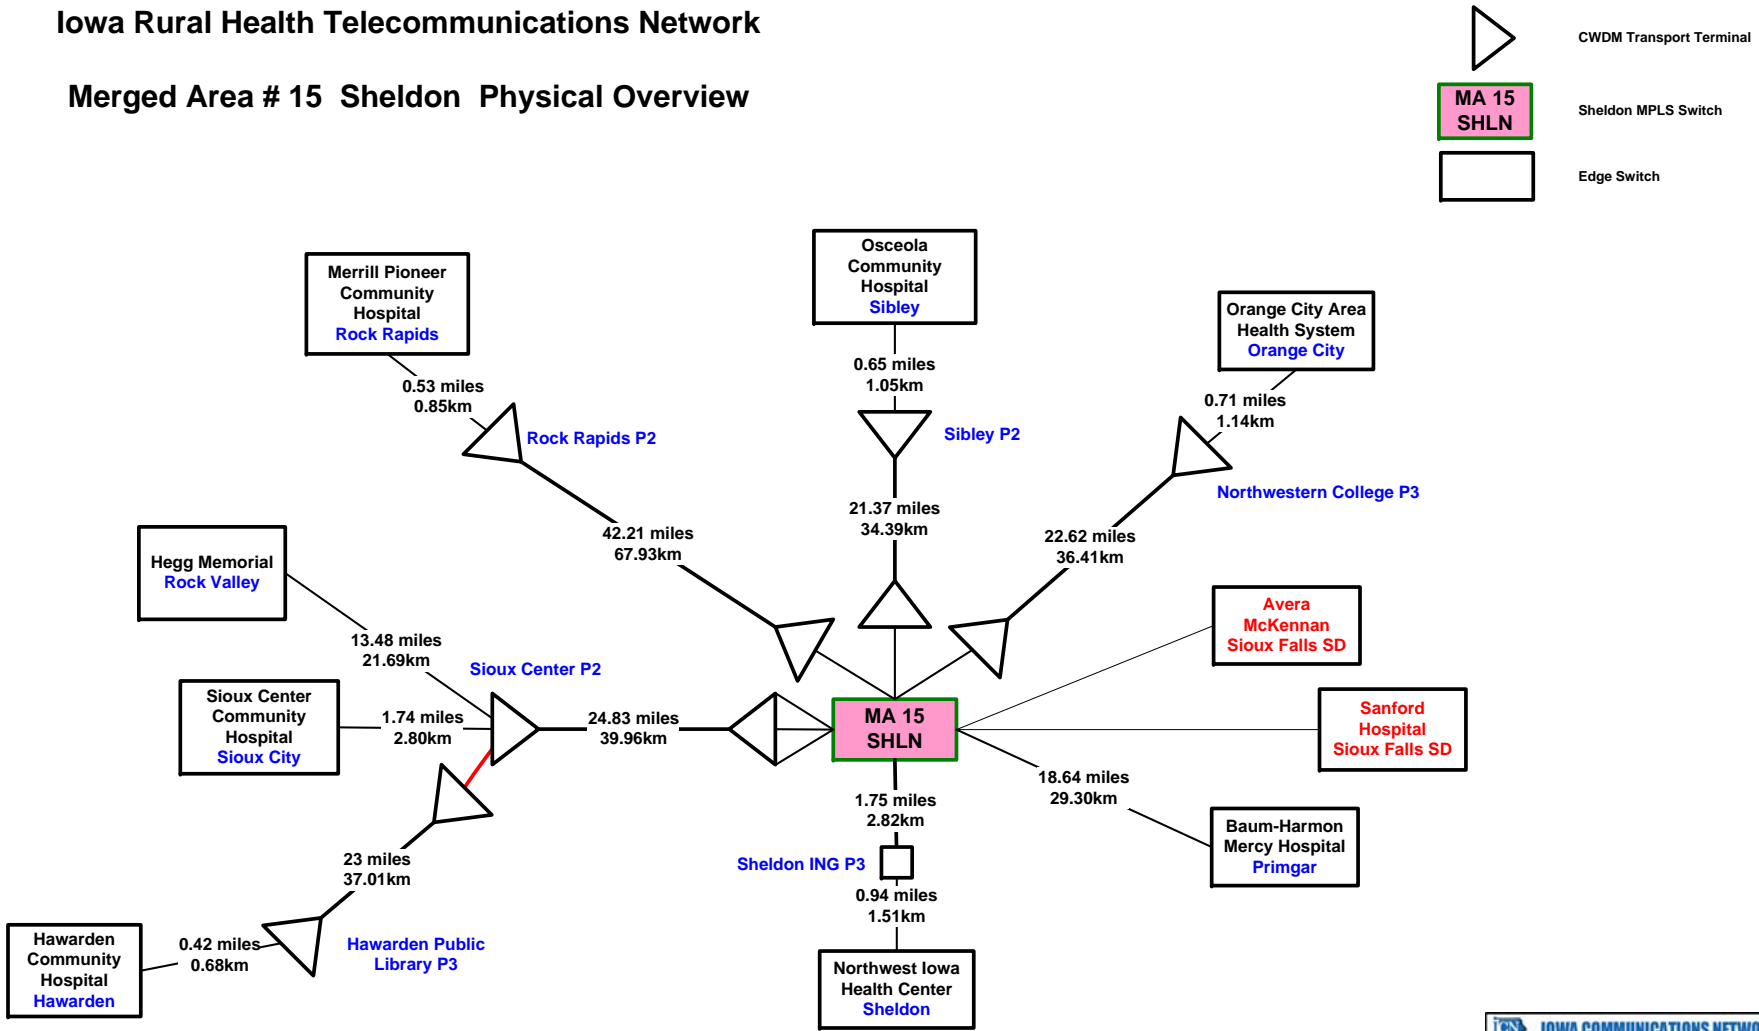 Iowa Rural Health Telecommunications Network
Merged Area # 15 Sheldon Physical Overview
CWDM Transport Terminal
MA 15
SHLN
Sheldon MPLS Switch
Edge Switch
Merrill Pioneer
Community
Hospital
Rock Rapids
0.53 miles
0.85km
Rock Rapids P2
42.21 miles
67.93km
Osceola
Community
Hospital
Sibley
0.65 miles
1.05km
Sibley P2
21.37 miles
34.39km
Orange City Area
Health System
Orange City
0.71 miles
1.14km
Northwestern College P3
22.62 miles
36.41km
Hegg Memorial
Rock Valley
13.48 miles
21.69km
Sioux Center P2
Sioux Center
Community
Hospital
Sioux City
1.74 miles
2.80km
24.83 miles
39.96km
MA 15
SHLN
Avera
McKennan
Sioux Falls SD
Sanford
Hospital
Sioux Falls SD
18.64 miles
29.30km
Baum-Harmon
Mercy Hospital
Primgar
1.75 miles
2.82km
Sheldon ING P3
0.94 miles
1.51km
Northwest Iowa
Health Center
Sheldon
23 miles
37.01km
Hawarden Public
Library P3
0.42 miles
0.68km
Hawarden
Community
Hospital
Hawarden
IOWA COMMUNICATIONS